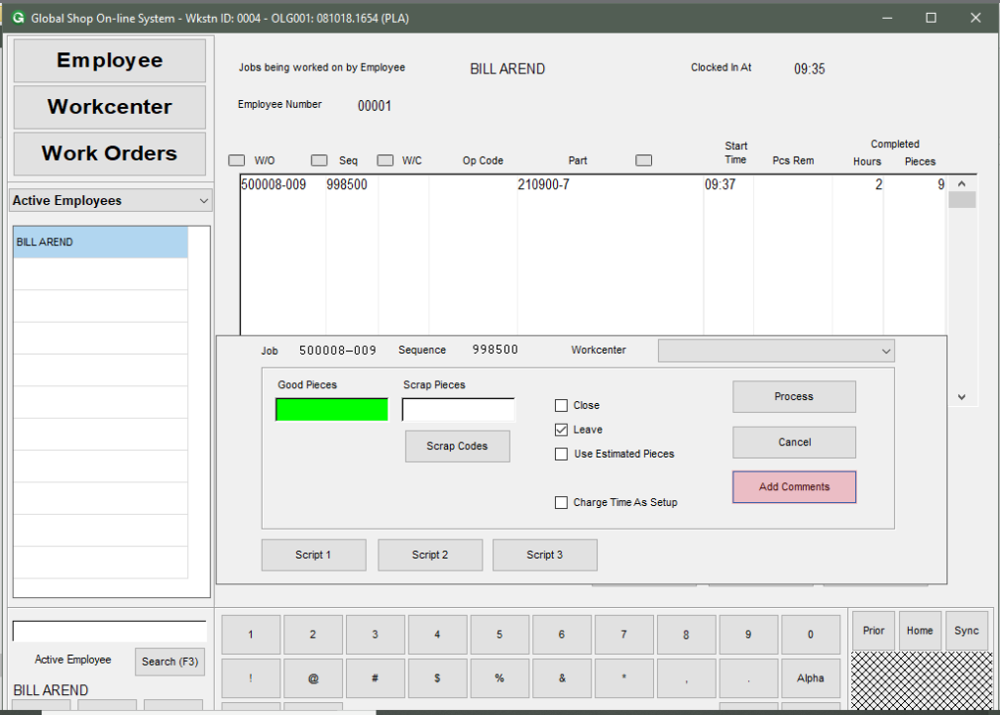 Global Shop On-line System - Wkstn ID: 0004 - OLG001: 081018.1654 (PLA)
Employee
Workcenter
Work Orders
Active Employees
BILL AREND
Jobs being worked on by Employee BILL AREND Clocked In At 09:35
Employee Number 00001
W/O Seq W/C Op Code Part Start Time Pcs Rem Completed Hours Pieces
500008-009 998500 210900-7 09:37 2 9
Job 500008-009 Sequence 998500 Workcenter
Good Pieces Scrap Pieces
Scrap Codes
Close
Leave
Use Estimated Pieces
Charge Time As Setup
Process
Cancel
Add Comments
Script 1 Script 2 Script 3
Active Employee Search (F3)
BILL AREND
1 2 3 4 5 6 7 8 9 0
! @ # $ % & * , . Alpha
Prior Home Sync